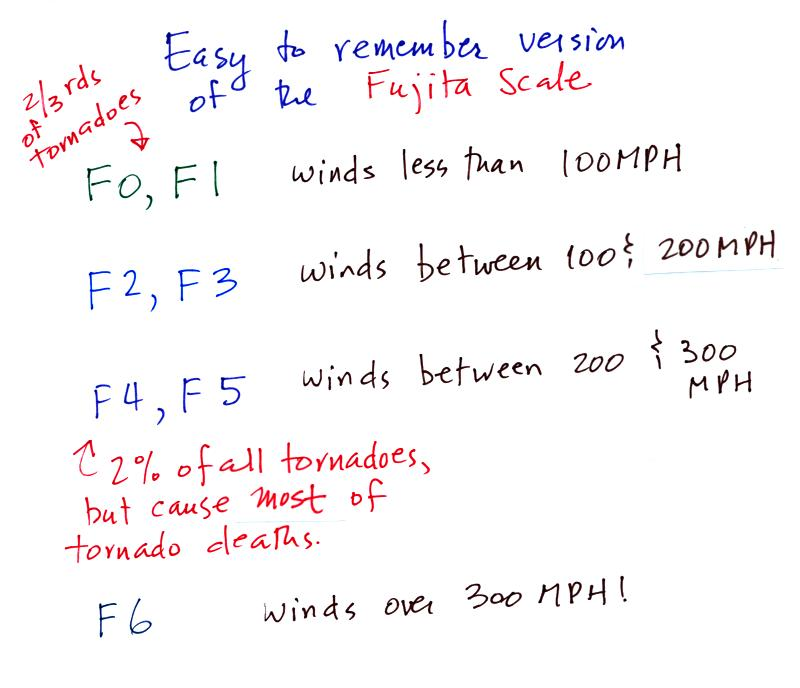 Easy to remember version
of the Fujita Scale
2/3rds
of
tornadoes
F0, F1 winds less than 100MPH
F2, F3 winds between 100 & 200MPH
F4, F5 winds between 200 & 300
MPH
2% of all tornadoes,
but cause most of
tornado deaths.
F6 winds over 300 MPH!